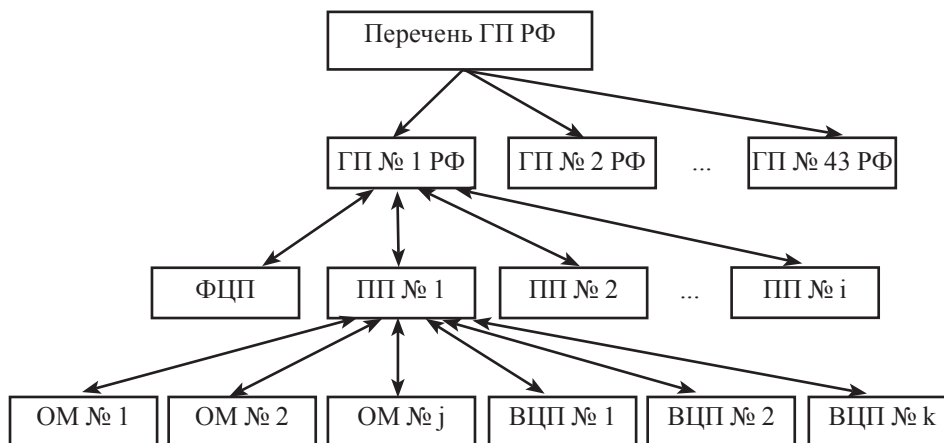 Перечень ГП РФ
ГП № 1 РФ ГП № 2 РФ ... ГП № 43 РФ
ФЦП ПП № 1 ПП № 2 ... ПП № i
ОМ № 1 ОМ № 2 ОМ № j ВЦП № 1 ВЦП № 2 ВЦП № k